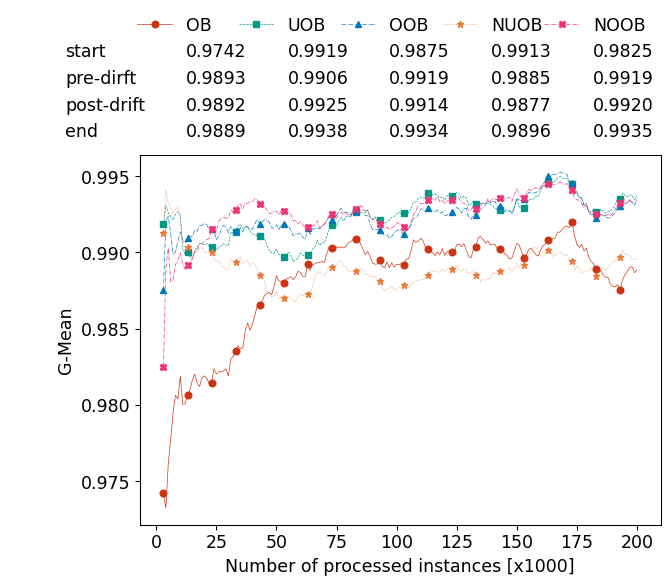 OB UOB OOB NUOB NOOB
start 0.9742 0.9919 0.9875 0.9913 0.9825
pre-dirft 0.9893 0.9906 0.9919 0.9885 0.9919
post-drift 0.9892 0.9925 0.9914 0.9877 0.9920
end 0.9889 0.9938 0.9934 0.9896 0.9935
0.995
0.990
0.985
0.980
0.975
G-Mean
0 25 50 75 100 125 150 175 200
Number of processed instances [x1000]